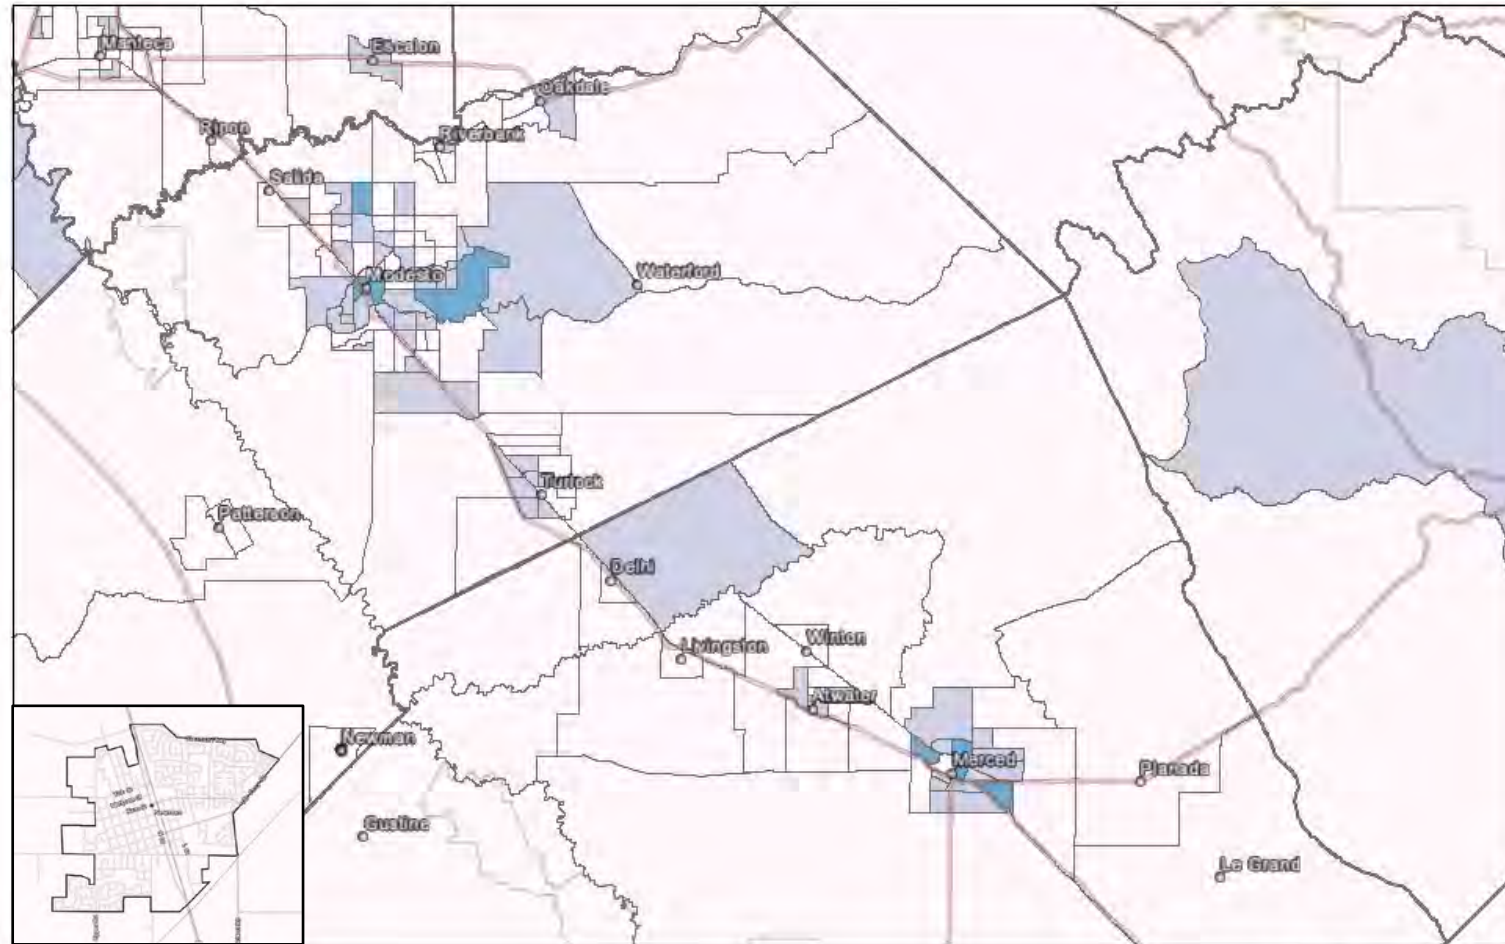 Manteca
Escalon
Oakdale
Ripon
Riverbank
Salida
Modesto
Waterford
Turlock
Patterson
Delhi
Livingston
Winton
Atwater
Newman
Merced
Planada
Gustine
Le Grand